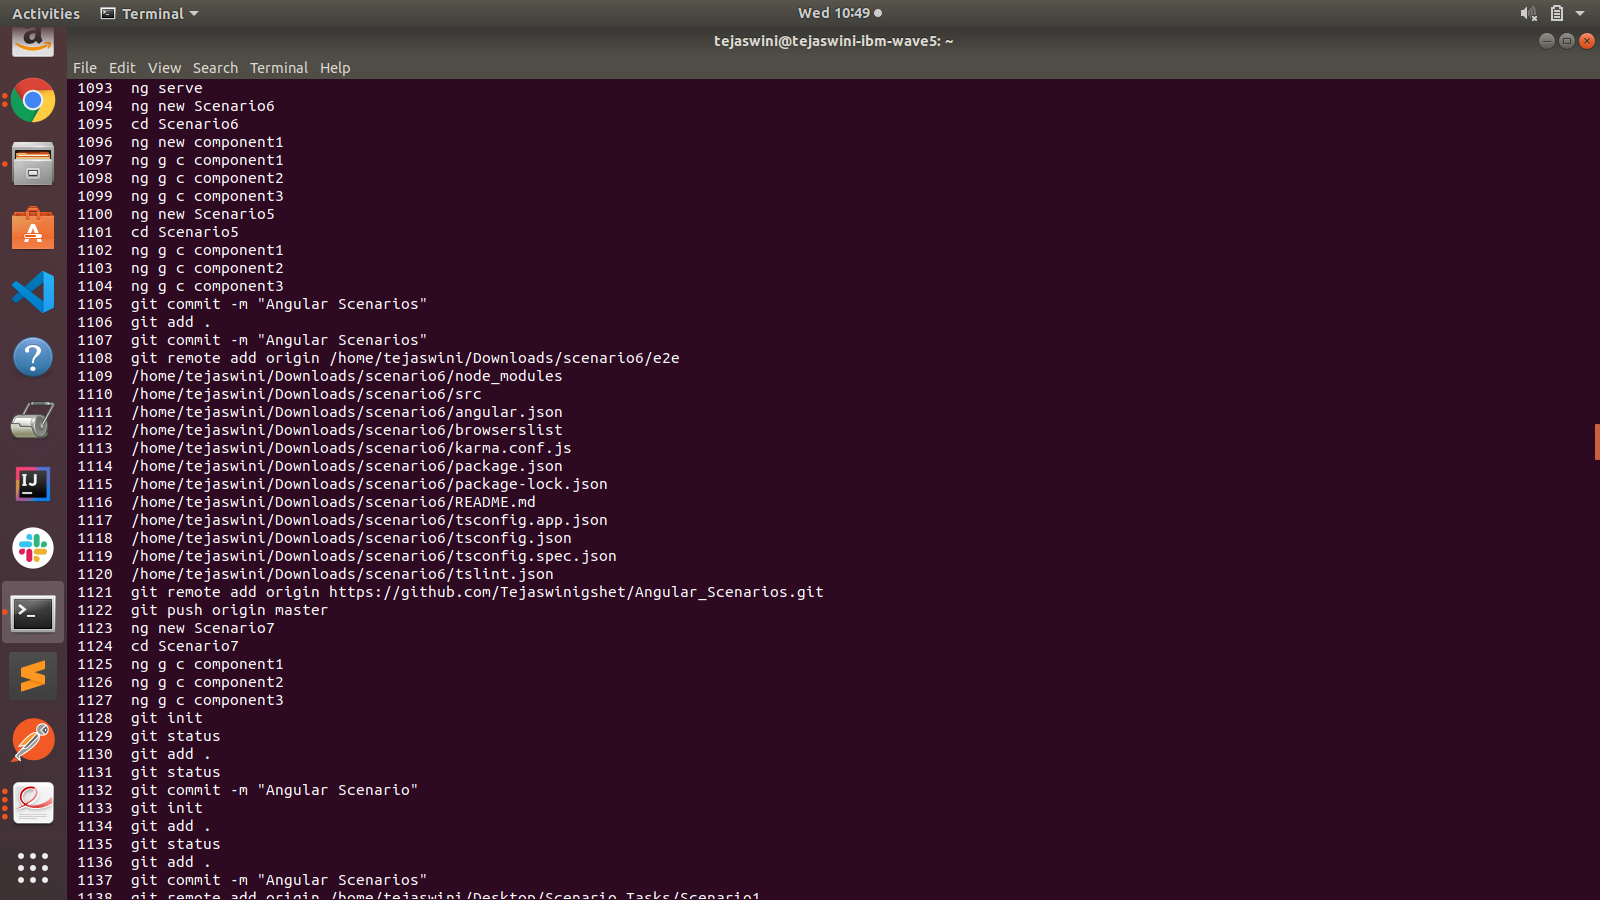 Activities Terminal Wed 10:49
tejaswini@tejaswini-ibm-wave5: ~
File Edit View Search Terminal Help
1093 ng serve
1094 ng new Scenario6
1095 cd Scenario6
1096 ng new component1
1097 ng g c component1
1098 ng g c component2
1099 ng g c component3
1100 ng new Scenario5
1101 cd Scenario5
1102 ng g c component1
1103 ng g c component2
1104 ng g c component3
1105 git commit -m "Angular Scenarios"
1106 git add .
1107 git commit -m "Angular Scenarios"
1108 git remote add origin /home/tejaswini/Downloads/scenario6/e2e
1109 /home/tejaswini/Downloads/scenario6/node_modules
1110 /home/tejaswini/Downloads/scenario6/src
1111 /home/tejaswini/Downloads/scenario6/angular.json
1112 /home/tejaswini/Downloads/scenario6/browserslist
1113 /home/tejaswini/Downloads/scenario6/karma.conf.js
1114 /home/tejaswini/Downloads/scenario6/package.json
1115 /home/tejaswini/Downloads/scenario6/package-lock.json
1116 /home/tejaswini/Downloads/scenario6/README.md
1117 /home/tejaswini/Downloads/scenario6/tsconfig.app.json
1118 /home/tejaswini/Downloads/scenario6/tsconfig.json
1119 /home/tejaswini/Downloads/scenario6/tsconfig.spec.json
1120 /home/tejaswini/Downloads/scenario6/tslint.json
1121 git remote add origin https://github.com/Tejaswinigshet/Angular_Scenarios.git
1122 git push origin master
1123 ng new Scenario7
1124 cd Scenario7
1125 ng g c component1
1126 ng g c component2
1127 ng g c component3
1128 git init
1129 git status
1130 git add .
1131 git status
1132 git commit -m "Angular Scenario"
1133 git init
1134 git add .
1135 git status
1136 git add .
1137 git commit -m "Angular Scenarios"
1138 git remote add origin /home/tejaswini/Desktop/Scenario_Tasks/Scenario1